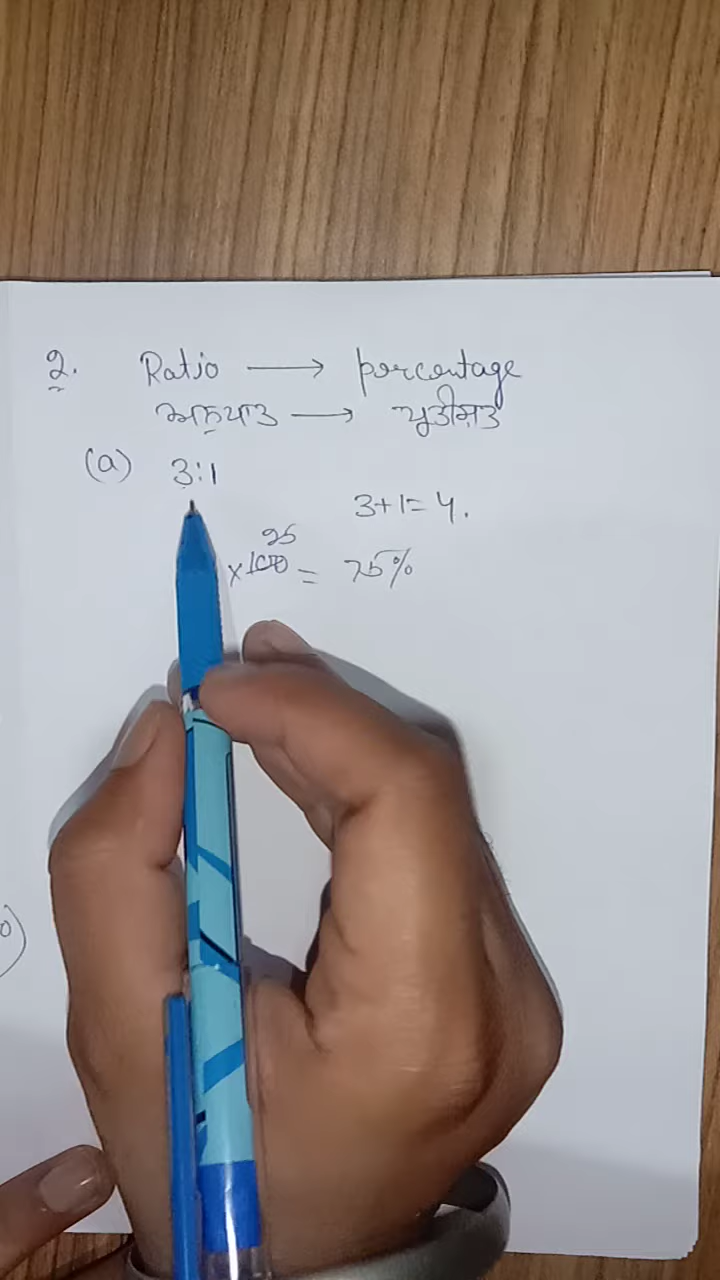 2. Ratio → percentage
ਅਨੁਪਾਤ → ਪ੍ਰਤੀਸ਼ਤ
(a) 3:1
3+1=4.
25
×100 = 75%